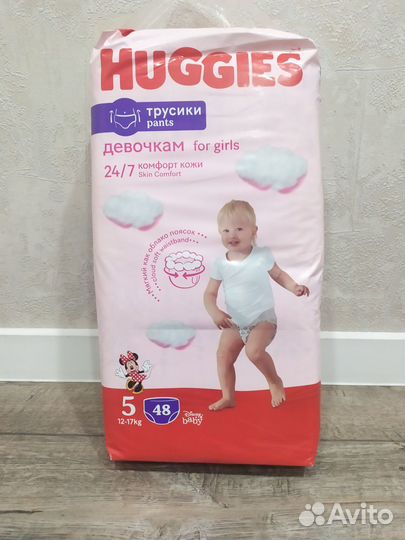 HUGGIES
трусики
pants
девочкам for girls
24/7 комфорт кожи
Skin Comfort
Мягкий как облако поясок
cloud soft waistband
5 48
12-17kg
Disney
baby
Avito